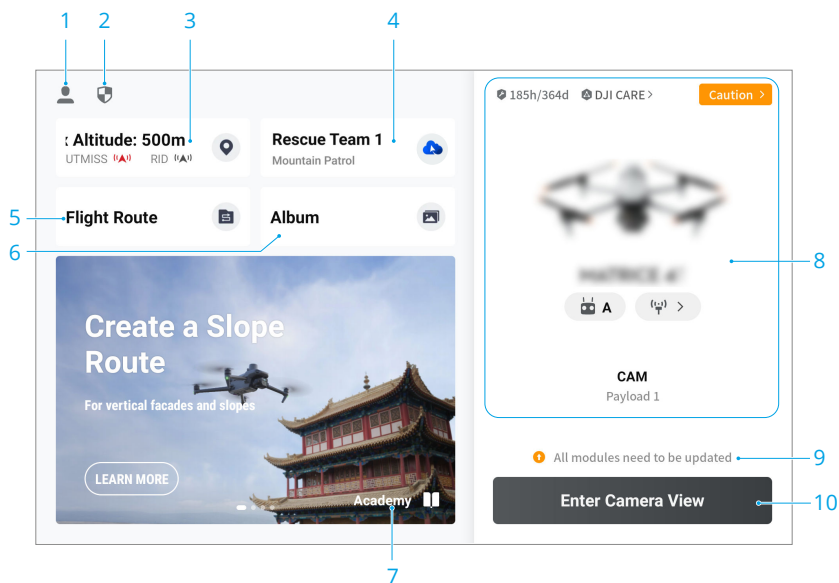 1
2
3
4
185h/364d
DJI CARE >
Caution >
Altitude: 500m
UTMISS
RID
Rescue Team 1
Mountain Patrol
5
Flight Route
Album
6
8
A
>
CAM
Payload 1
Create a Slope
Route
For vertical facades and slopes
LEARN MORE
Academy
All modules need to be updated
9
Enter Camera View
10
7